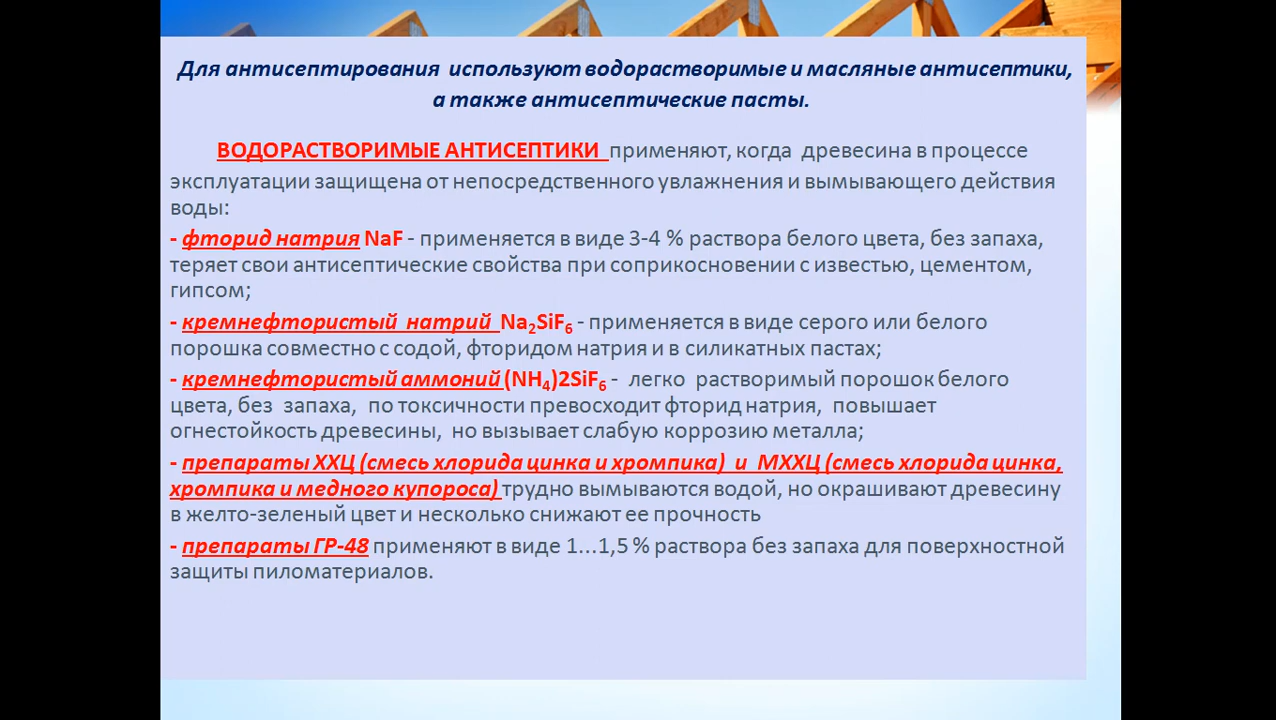 Для антисептирования используют водорастворимые и масляные антисептики,
а также антисептические пасты.
ВОДОРАСТВОРИМЫЕ АНТИСЕПТИКИ применяют, когда древесина в процессе
эксплуатации защищена от непосредственного увлажнения и вымывающего действия
воды:
- фторид натрия NaF - применяется в виде 3-4 % раствора белого цвета, без запаха,
теряет свои антисептические свойства при соприкосновении с известью, цементом,
гипсом;
- кремнефтористый натрий Na₂SiF₆ - применяется в виде серого или белого
порошка совместно с содой, фторидом натрия и в силикатных пастах;
- кремнефтористый аммоний (NH₄)2SiF₆ - легко растворимый порошок белого
цвета, без запаха, по токсичности превосходит фторид натрия, повышает
огнестойкость древесины, но вызывает слабую коррозию металла;
- препараты ХХЦ (смесь хлорида цинка и хромпика) и МХХЦ (смесь хлорида цинка,
хромпика и медного купороса) трудно вымываются водой, но окрашивают древесину
в желто-зеленый цвет и несколько снижают ее прочность
- препараты ГР-48 применяют в виде 1...1,5 % раствора без запаха для поверхностной
защиты пиломатериалов.